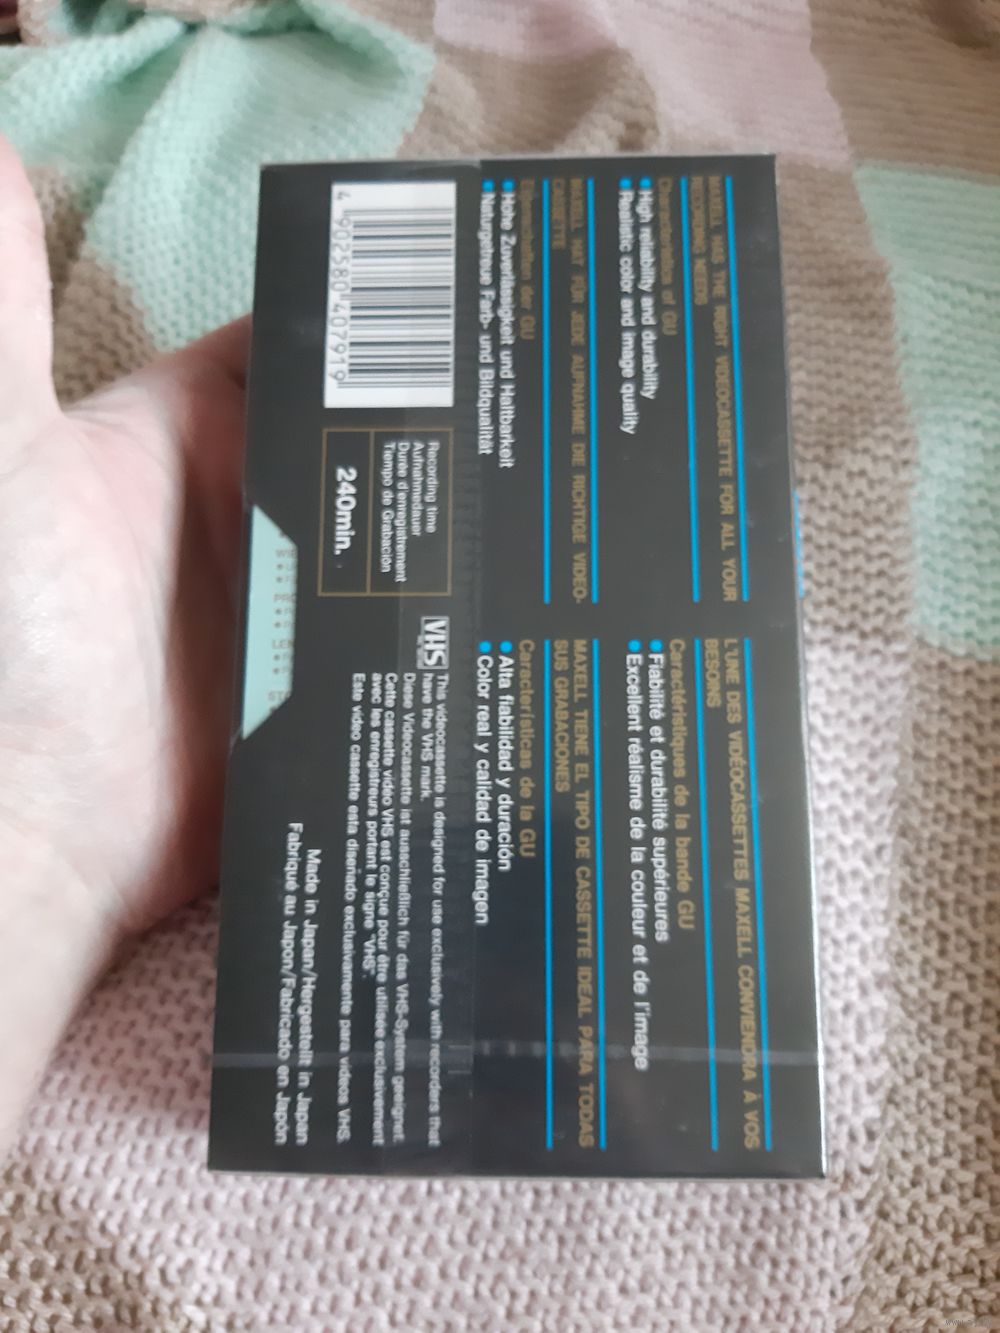 MAXELL HAS THE RIGHT VIDEOCASSETTE FOR ALL YOUR
RECORDING NEEDS
Characteristics of GU
High reliability and durability
Realistic color and image quality
MAXELL HAT FÜR JEDE AUFNAHME DIE RICHTIGE VIDEO-
CASSETTE
Eigenschaften der GU
Hohe Zuverlässigkeit und Haltbarkeit
Naturgetreue Farb- und Bildqualität
L'UNE DES VIDÉOCASSETTES MAXELL CONVIENDRA À VOS
BESOINS
Caractéristiques de la bande GU
Fiabilité et durabilité supérieures
Excellent réalisme de la couleur et de l'image
MAXELL TIENE EL TIPO DE CASSETTE IDEAL PARA TODAS
SUS GRABACIONES
Características de la GU
Alta fiabilidad y duración
Color real y calidad de imagen
4 902580 407919
Recording time
Aufnahmedauer
Durée d'enregistrement
Tiempo de Grabación
240min.
VHS
This videocassette is designed for use exclusively with recorders that
have the VHS mark.
Diese Videocassette ist ausschließlich für das VHS-System geeignet.
Cette cassette vidéo VHS est conçue pour être utilisée exclusivement
avec les enregistreurs portant le signe "VHS".
Este video cassette esta diseñado exclusivamente para videos VHS.
Made in Japan/Hergestellt in Japan
Fabriqué au Japon/Fabricado en Japón